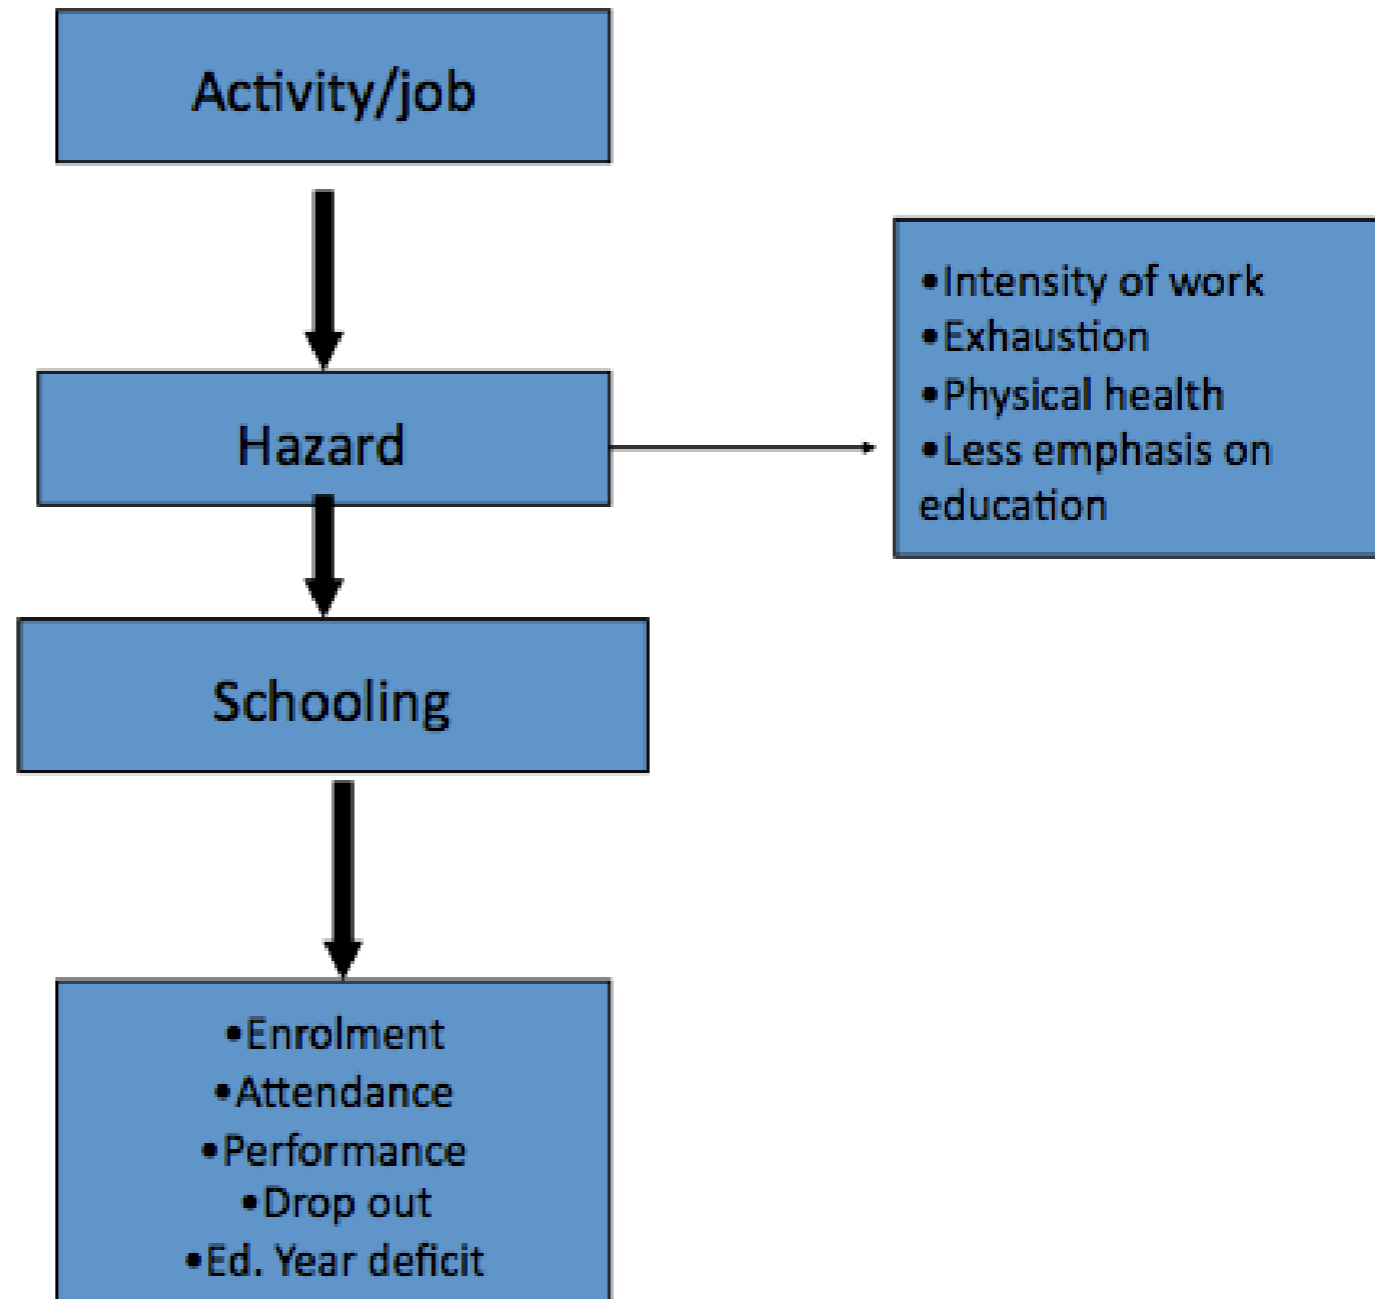 Activity/job
Hazard
•Intensity of work
•Exhaustion
•Physical health
•Less emphasis on
education
Schooling
•Enrolment
•Attendance
•Performance
•Drop out
•Ed. Year deficit